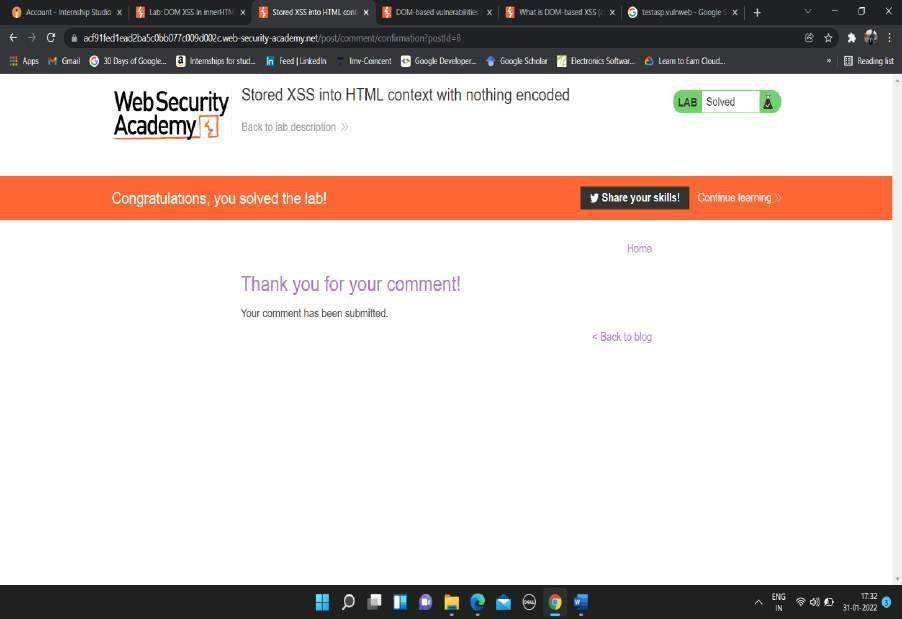 Account - Internship Studio
Lab: DOM XSS in innerHTM
Stored XSS into HTML cont
DOM-based vulnerabilities
What is DOM-based XSS (
testasp.vulnweb - Google S
acf91fed1ead2ba5c0bb077c009d002c.web-security-academy.net/post/comment/confirmation?postId=8
Apps
Gmail
30 Days of Google...
Internships for stud...
Feed | LinkedIn
Inw-Coincent
Google Developer...
Google Scholar
Electronics Softwar...
Learn to Earn Cloud...
»
Reading list
Web Security
Academy
Stored XSS into HTML context with nothing encoded
Back to lab description »
LAB Solved
Congratulations, you solved the lab!
Share your skills!
Continue learning »
Home
Thank you for your comment!
Your comment has been submitted.
< Back to blog
DELL
ENG
IN
17:32
31-01-2022
3